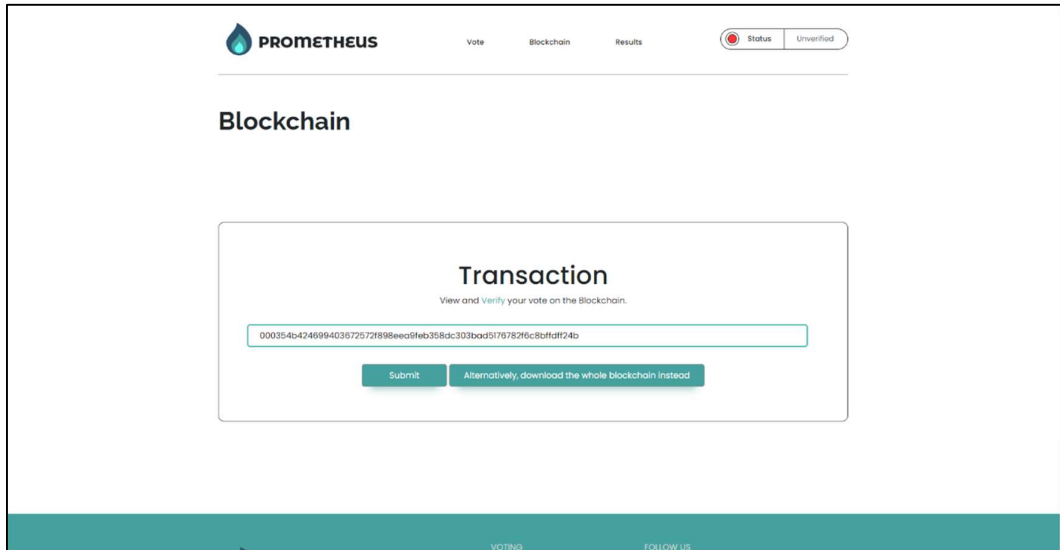 PROMETHEUS
Vote Blockchain Results
Status Unverified
Blockchain
Transaction
View and Verify your vote on the Blockchain.
000354b424699403672572f898eea9feb358dc303bad5176782f6c8bffdff24b
Submit Alternatively, download the whole blockchain instead
VOTING FOLLOW US